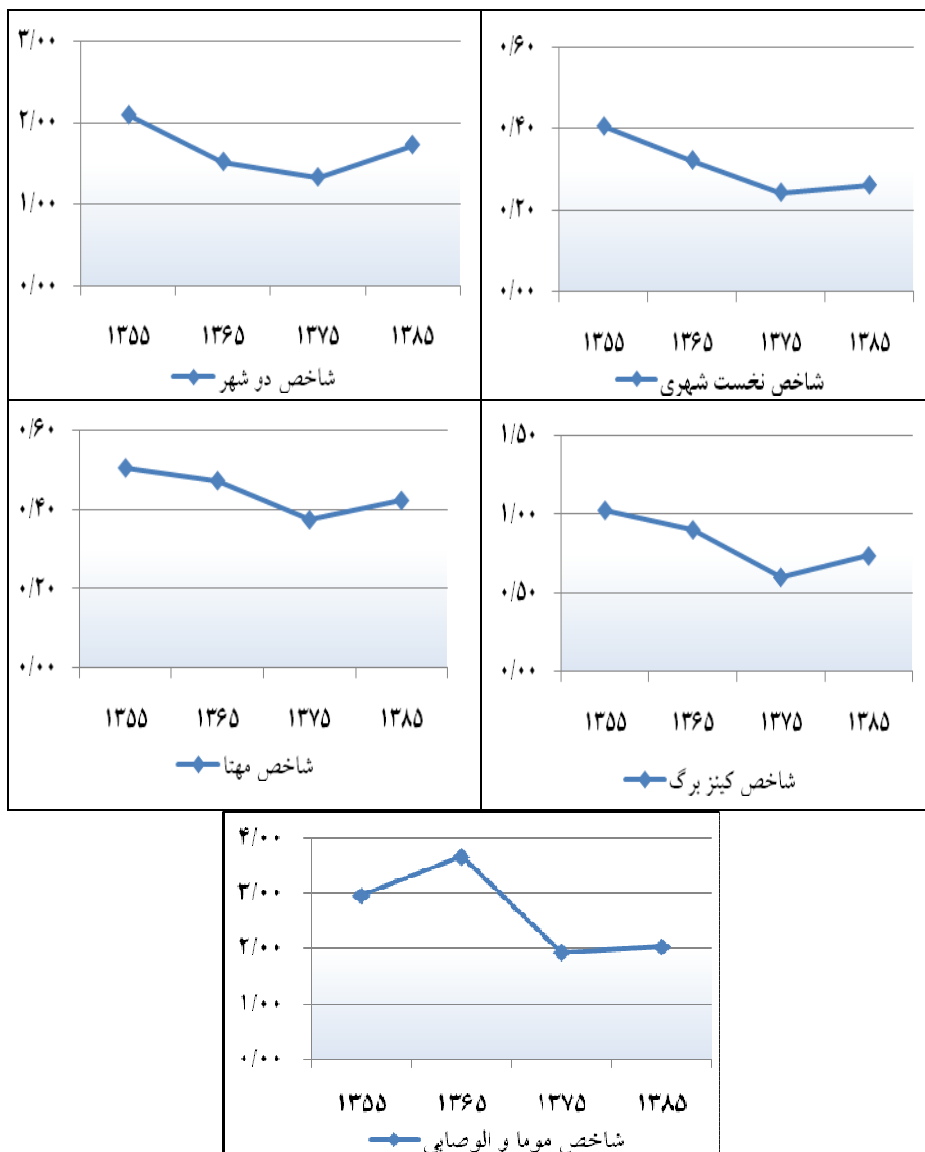 ۳/۰۰
۲/۰۰
۱/۰۰
۰/۰۰
۱۳۵۵ ۱۳۶۵ ۱۳۷۵ ۱۳۸۵
شاخص دو شهر
۰/۶۰
۰/۴۰
۰/۲۰
۰/۰۰
۱۳۵۵ ۱۳۶۵ ۱۳۷۵ ۱۳۸۵
شاخص نخست شهری
۰/۶۰
۰/۴۰
۰/۲۰
۰/۰۰
۱۳۵۵ ۱۳۶۵ ۱۳۷۵ ۱۳۸۵
شاخص مهتا
۱/۵۰
۱/۰۰
۰/۵۰
۰/۰۰
۱۳۵۵ ۱۳۶۵ ۱۳۷۵ ۱۳۸۵
شاخص کینز برگ
۴/۰۰
۳/۰۰
۲/۰۰
۱/۰۰
۰/۰۰
۱۳۵۵ ۱۳۶۵ ۱۳۷۵ ۱۳۸۵
شاخص موما و الوصابی